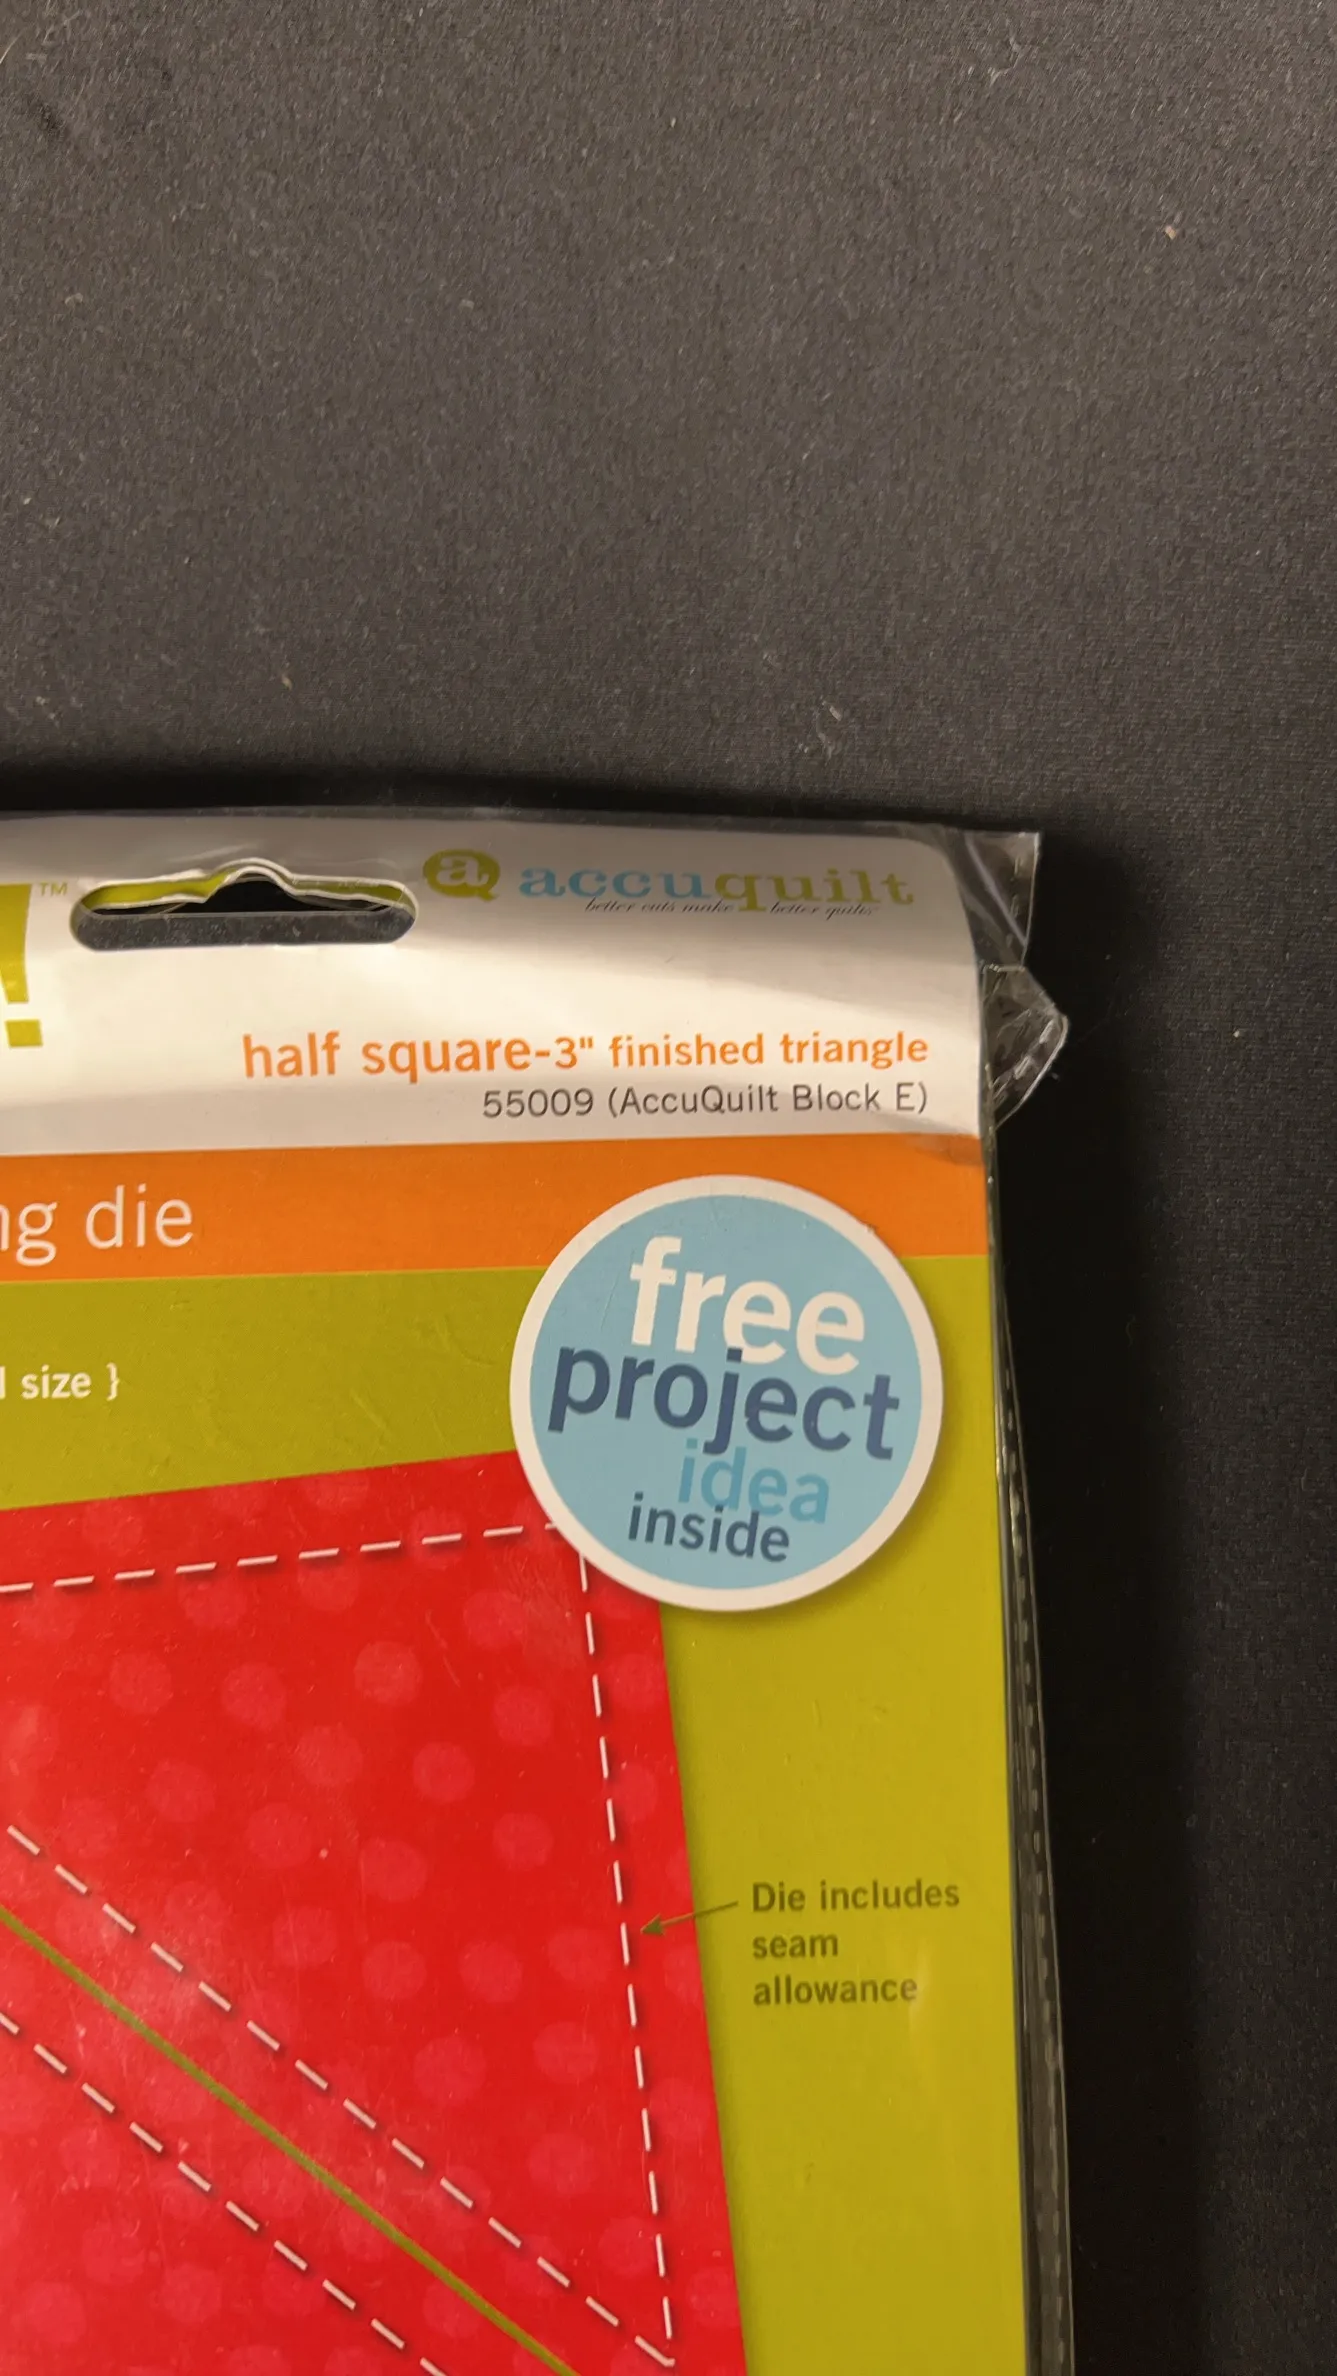 ! ™
a accuquilt
better cuts make better quilts
half square-3" finished triangle
55009 (AccuQuilt Block E)
ng die
free
project
idea
inside
l size }
Die includes
seam
allowance